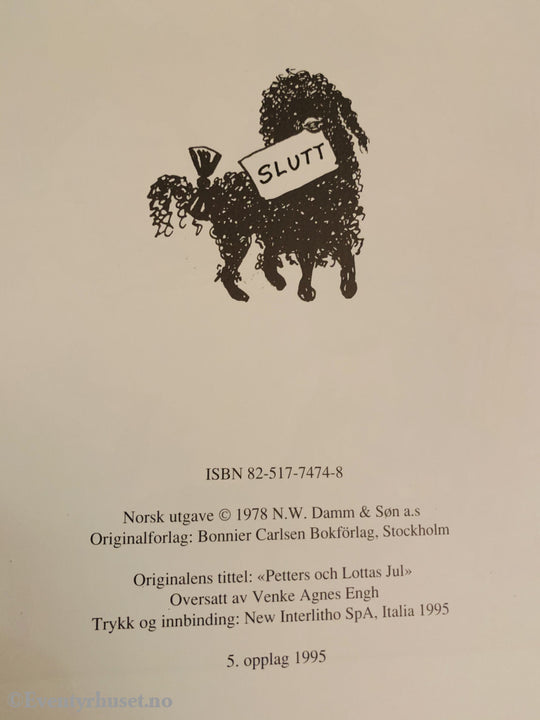 SLUTT
ISBN 82-517-7474-8
Norsk utgave © 1978 N.W. Damm & Søn a.s
Originalforlag: Bonnier Carlsen Bokförlag, Stockholm
Originalens tittel: «Petters och Lottas Jul»
Oversatt av Venke Agnes Engh
Trykk og innbinding: New Interlitho SpA, Italia 1995
5. opplag 1995
©Eventyrhuset.no